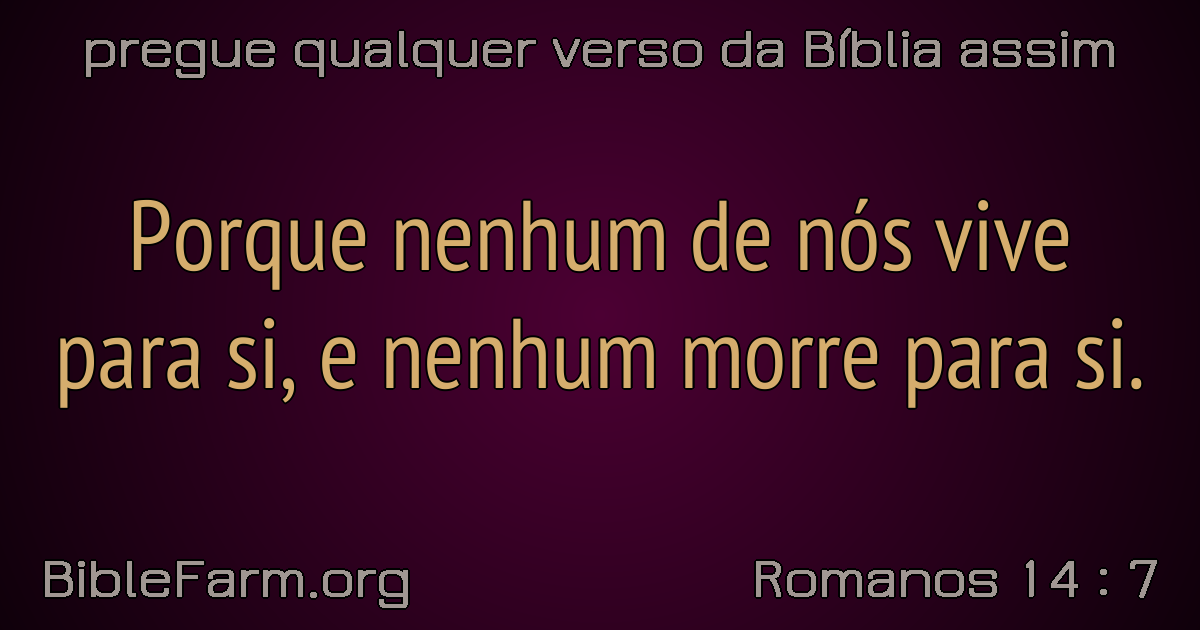 pregue qualquer verso da Bíblia assim
Porque nenhum de nós vive
para si, e nenhum morre para si.
BibleFarm.org
Romanos 14 : 7